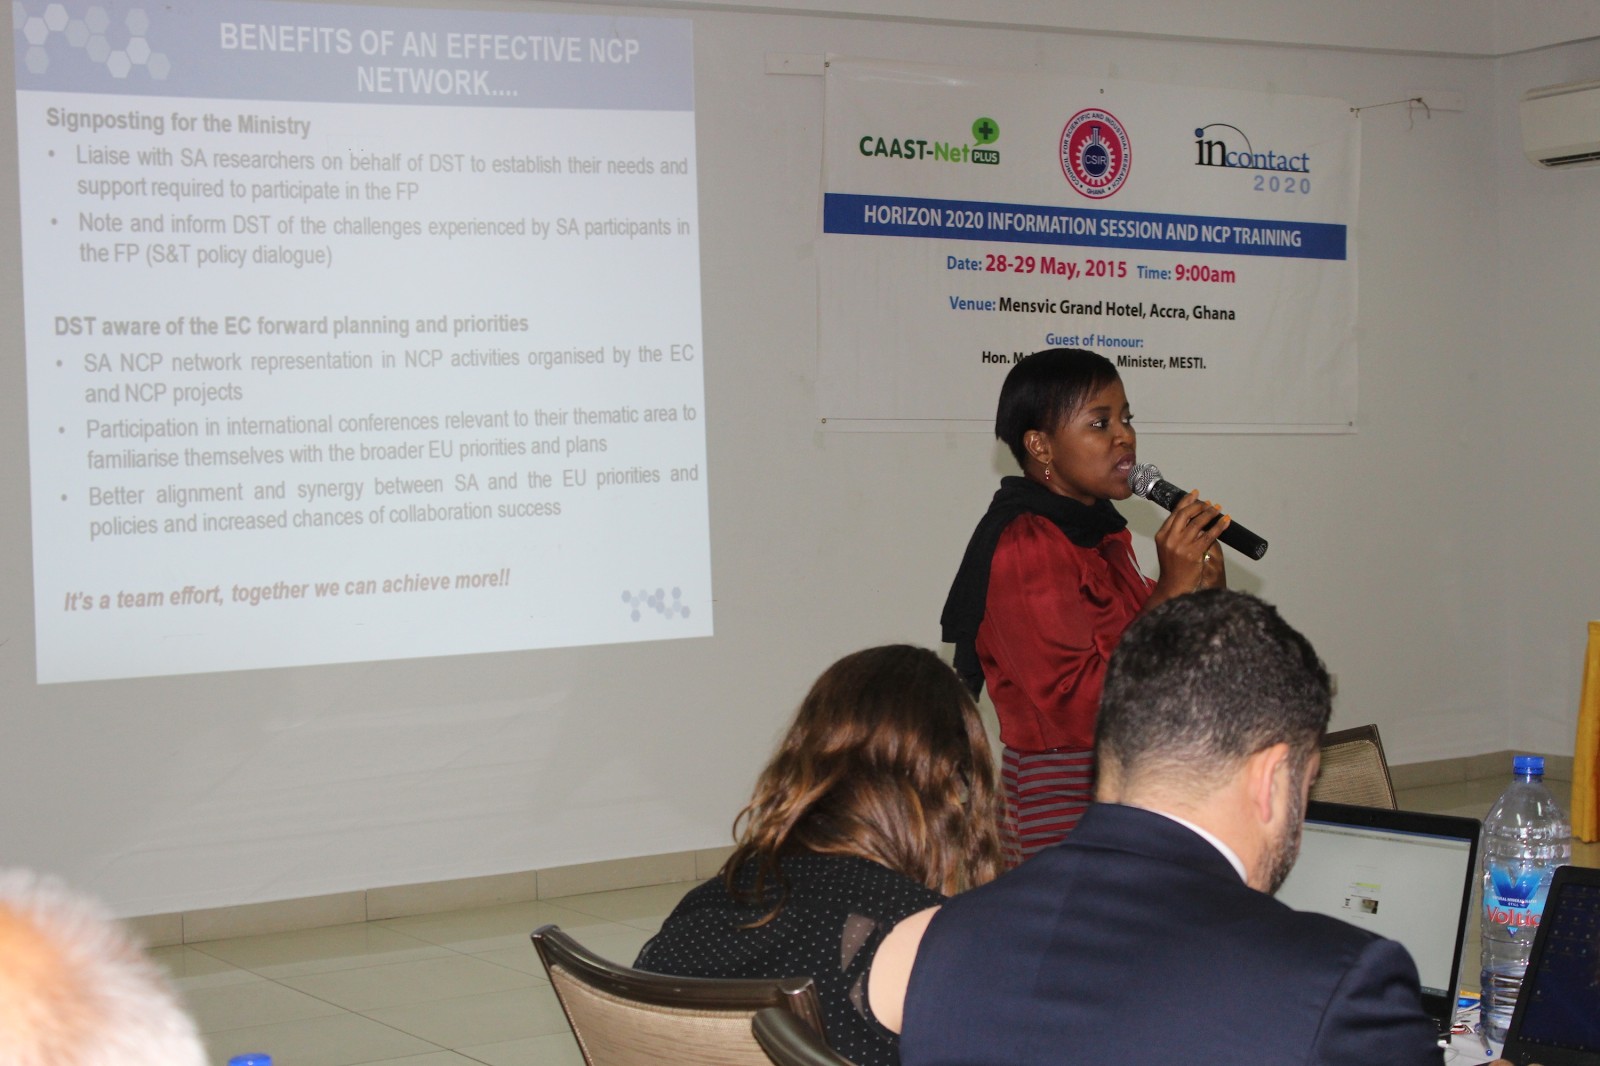 BENEFITS OF AN EFFECTIVE NCP
NETWORK....
Signposting for the Ministry
• Liaise with SA researchers on behalf of DST to establish their needs and
support required to participate in the FP
• Note and inform DST of the challenges experienced by SA participants in
the FP (S&T policy dialogue)
DST aware of the EC forward planning and priorities
• SA NCP network representation in NCP activities organised by the EC
and NCP projects
• Participation in international conferences relevant to their thematic area to
familiarise themselves with the broader EU priorities and plans
• Better alignment and synergy between SA and the EU priorities and
policies and increased chances of collaboration success
It's a team effort, together we can achieve more!!
CAAST-Net PLUS
COUNCIL FOR SCIENTIFIC AND INDUSTRIAL RESEARCH
CSIR
GHANA
incontact
2020
HORIZON 2020 INFORMATION SESSION AND NCP TRAINING
Date: 28-29 May, 2015 Time: 9:00am
Venue: Mensvic Grand Hotel, Accra, Ghana
Guest of Honour:
Hon. Minister, MESTI.
Voltic